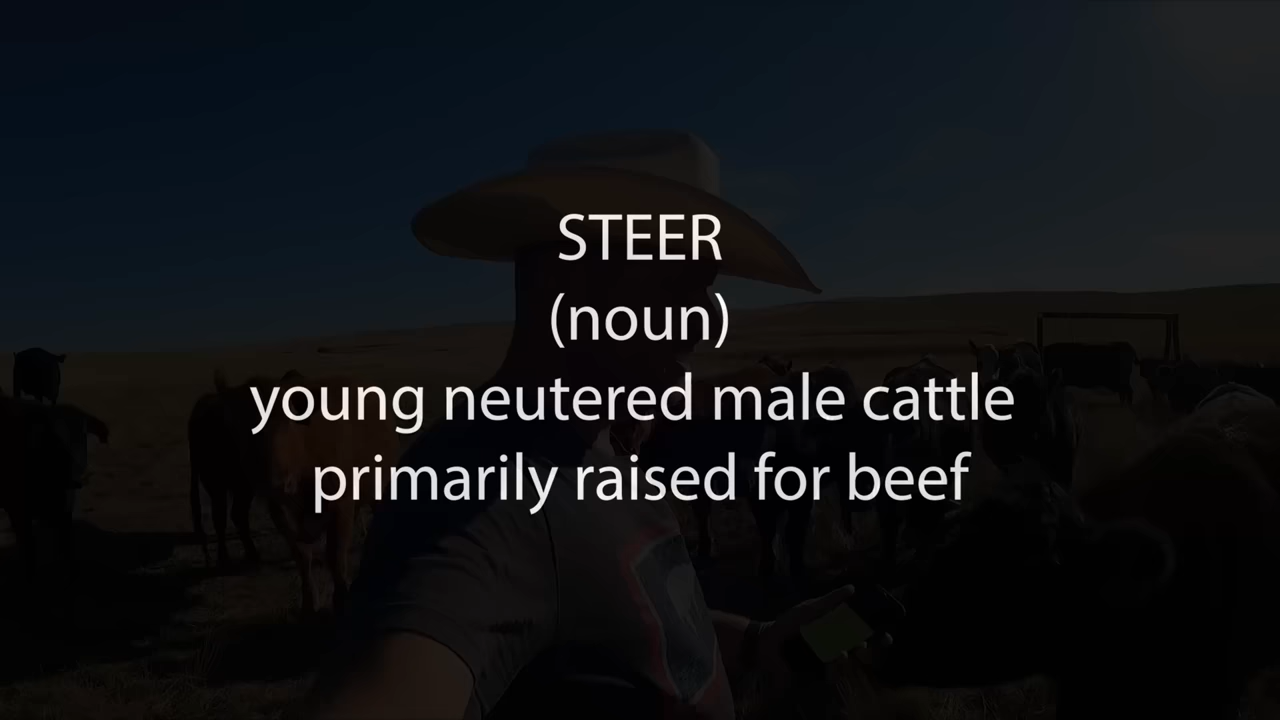 STEER
(noun)
young neutered male cattle
primarily raised for beef